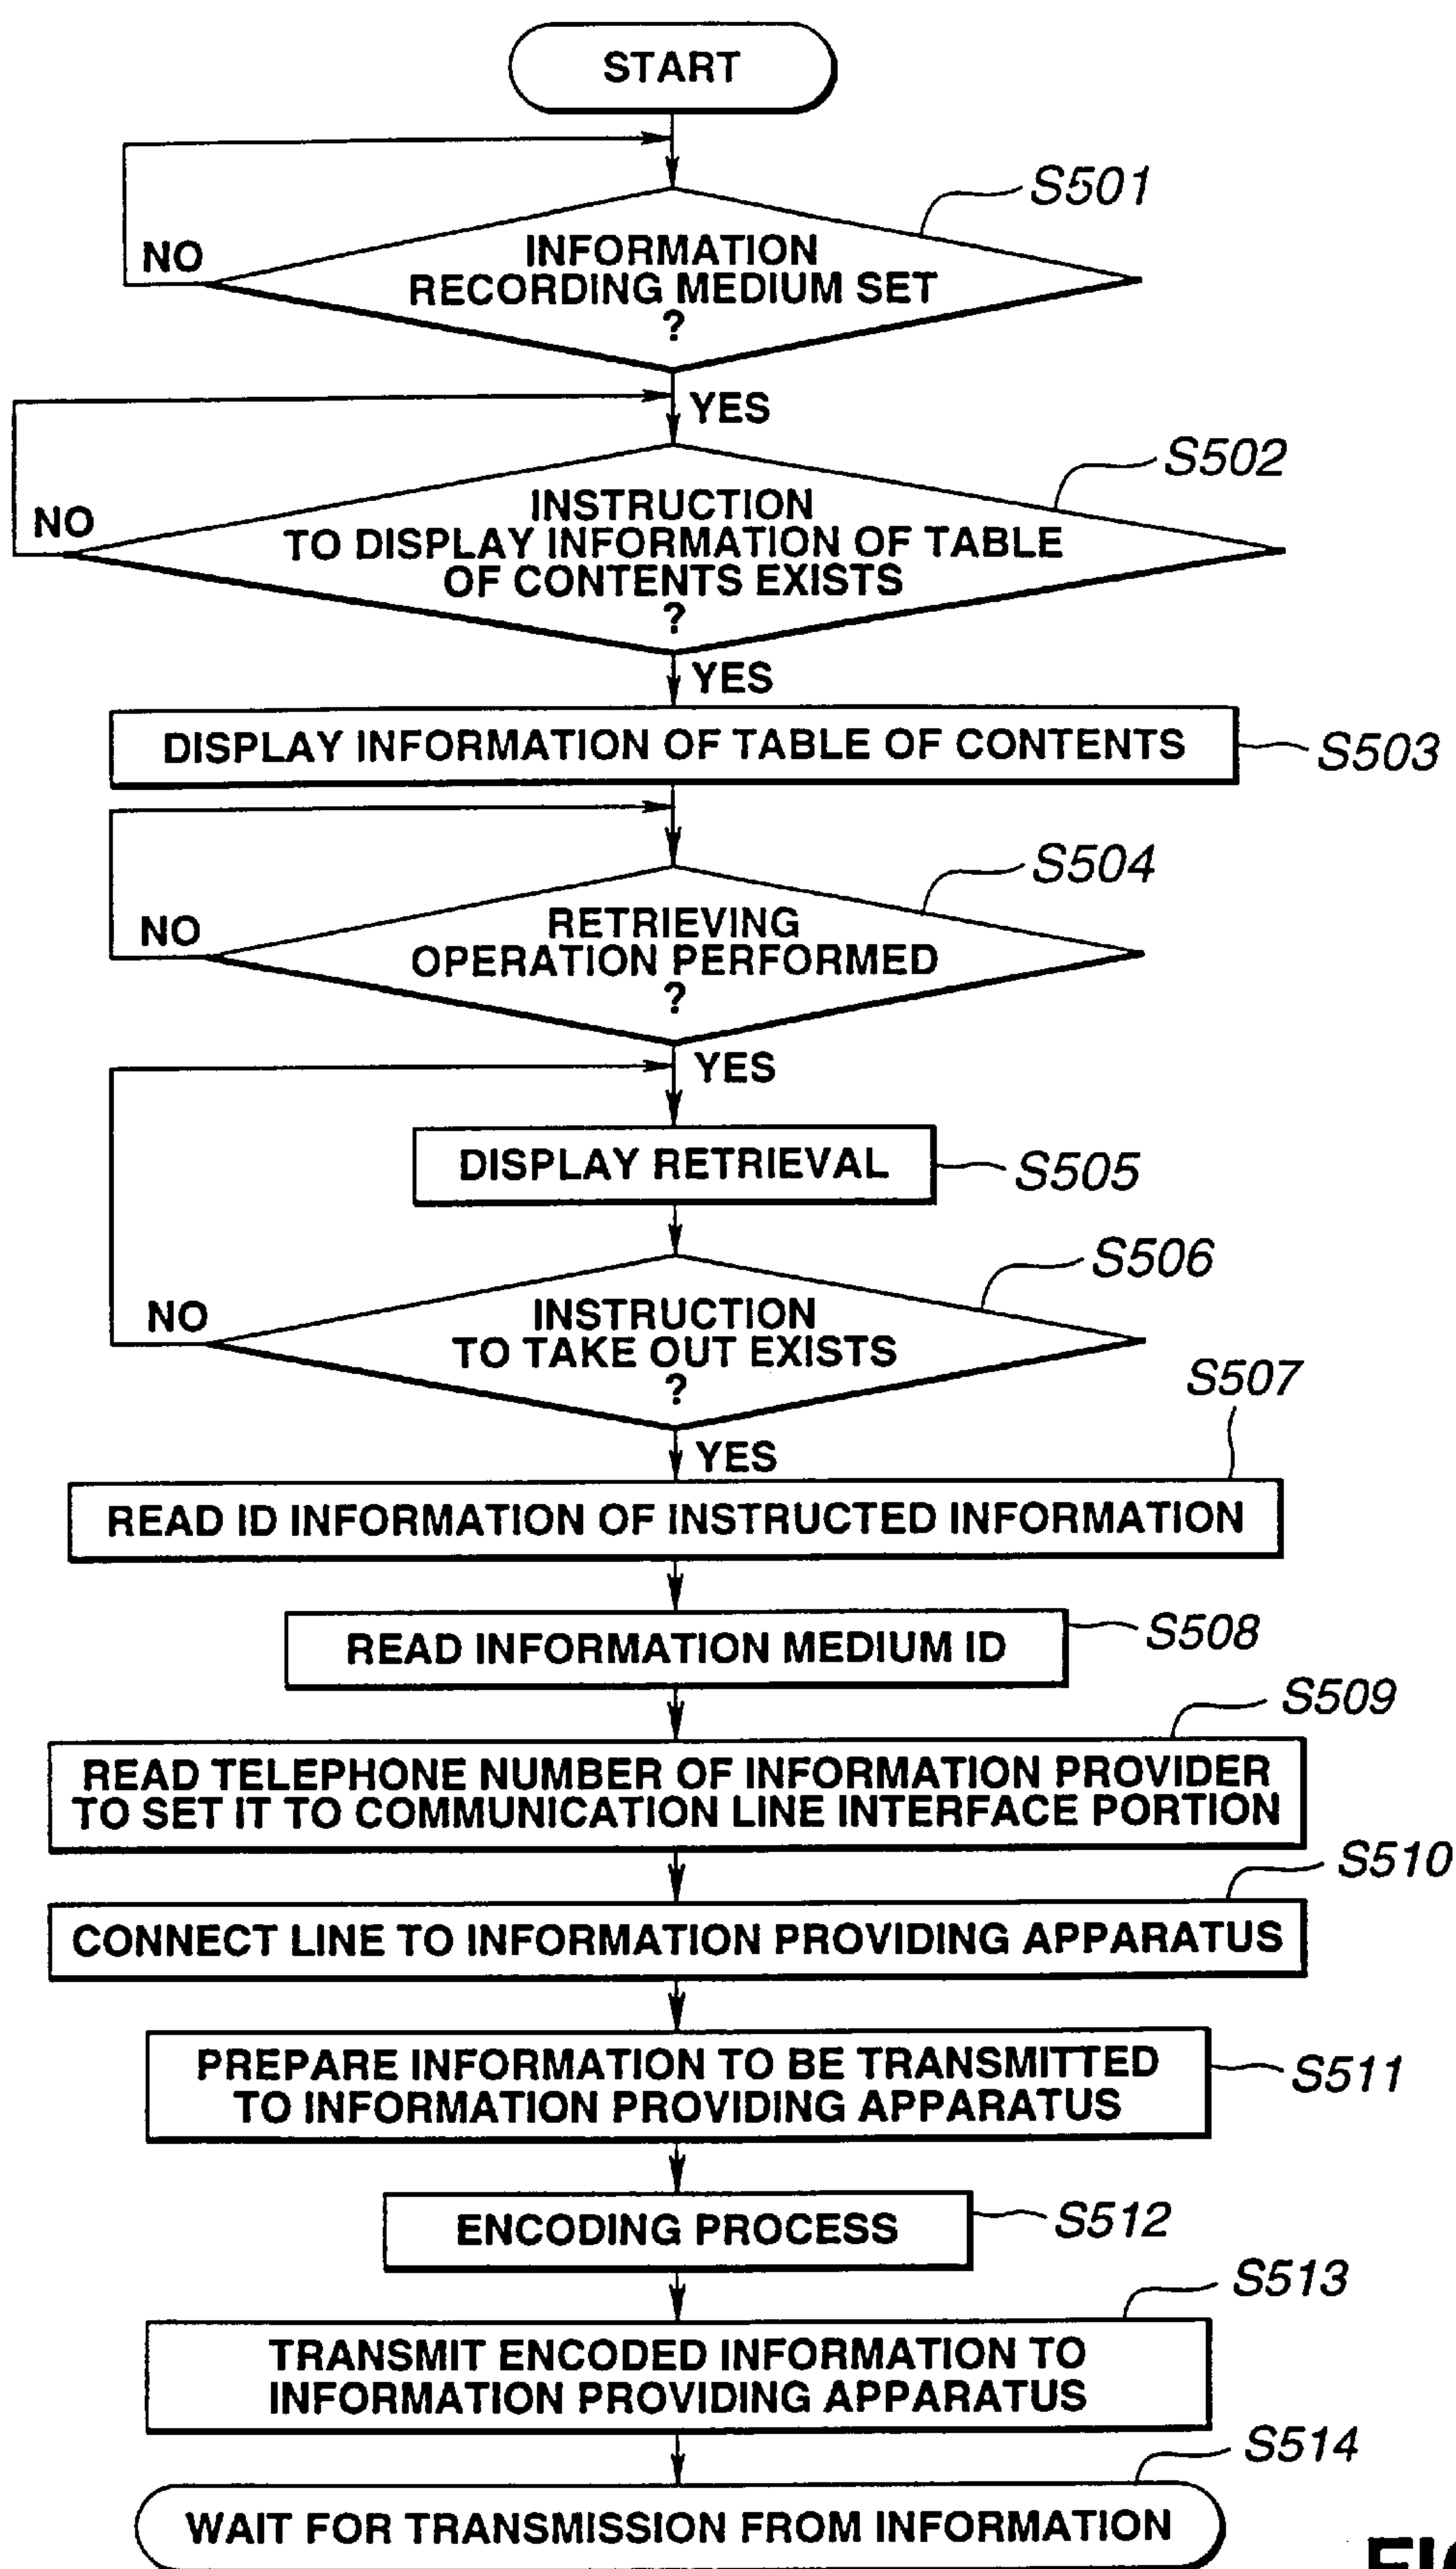 START
S501
NO
INFORMATION
RECORDING MEDIUM SET
?
YES
S502
NO
INSTRUCTION
TO DISPLAY INFORMATION OF TABLE
OF CONTENTS EXISTS
?
YES
DISPLAY INFORMATION OF TABLE OF CONTENTS
S503
S504
NO
RETRIEVING
OPERATION PERFORMED
?
YES
DISPLAY RETRIEVAL
S505
S506
NO
INSTRUCTION
TO TAKE OUT EXISTS
?
S507
YES
READ ID INFORMATION OF INSTRUCTED INFORMATION
READ INFORMATION MEDIUM ID
S508
S509
READ TELEPHONE NUMBER OF INFORMATION PROVIDER
TO SET IT TO COMMUNICATION LINE INTERFACE PORTION
S510
CONNECT LINE TO INFORMATION PROVIDING APPARATUS
PREPARE INFORMATION TO BE TRANSMITTED
TO INFORMATION PROVIDING APPARATUS
S511
ENCODING PROCESS
S512
S513
TRANSMIT ENCODED INFORMATION TO
INFORMATION PROVIDING APPARATUS
S514
WAIT FOR TRANSMISSION FROM INFORMATION